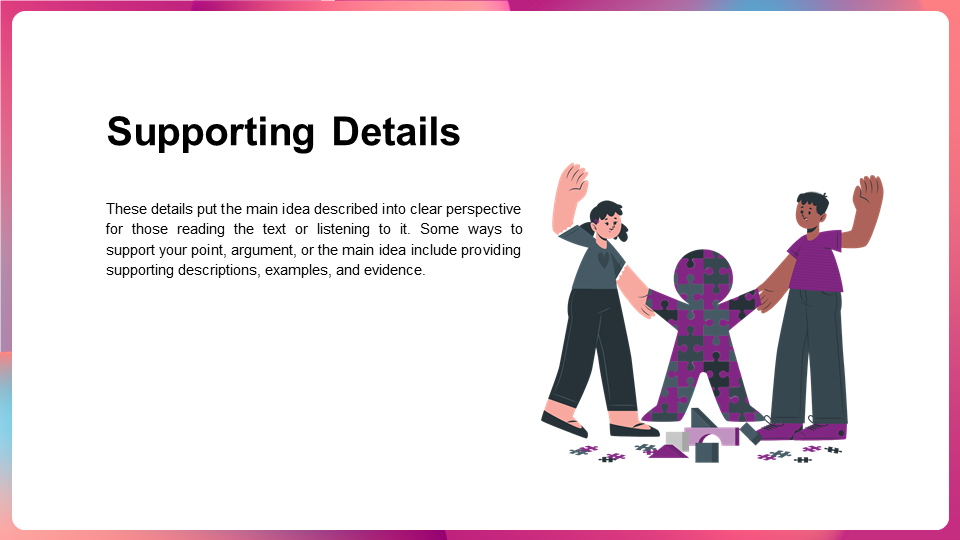 Supporting Details
These details put the main idea described into clear perspective
for those reading the text or listening to it. Some ways to
support your point, argument, or the main idea include providing
supporting descriptions, examples, and evidence.